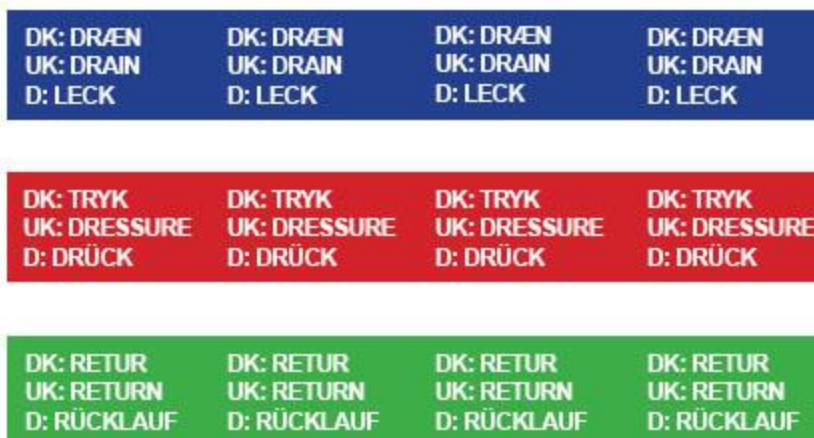 DK: DRÆN DK: DRÆN DK: DRÆN DK: DRÆN
UK: DRAIN UK: DRAIN UK: DRAIN UK: DRAIN
D: LECK D: LECK D: LECK D: LECK
DK: TRYK DK: TRYK DK: TRYK DK: TRYK
UK: DRESSURE UK: DRESSURE UK: DRESSURE UK: DRESSURE
D: DRÜCK D: DRÜCK D: DRÜCK D: DRÜCK
DK: RETUR DK: RETUR DK: RETUR DK: RETUR
UK: RETURN UK: RETURN UK: RETURN UK: RETURN
D: RÜCKLAUF D: RÜCKLAUF D: RÜCKLAUF D: RÜCKLAUF